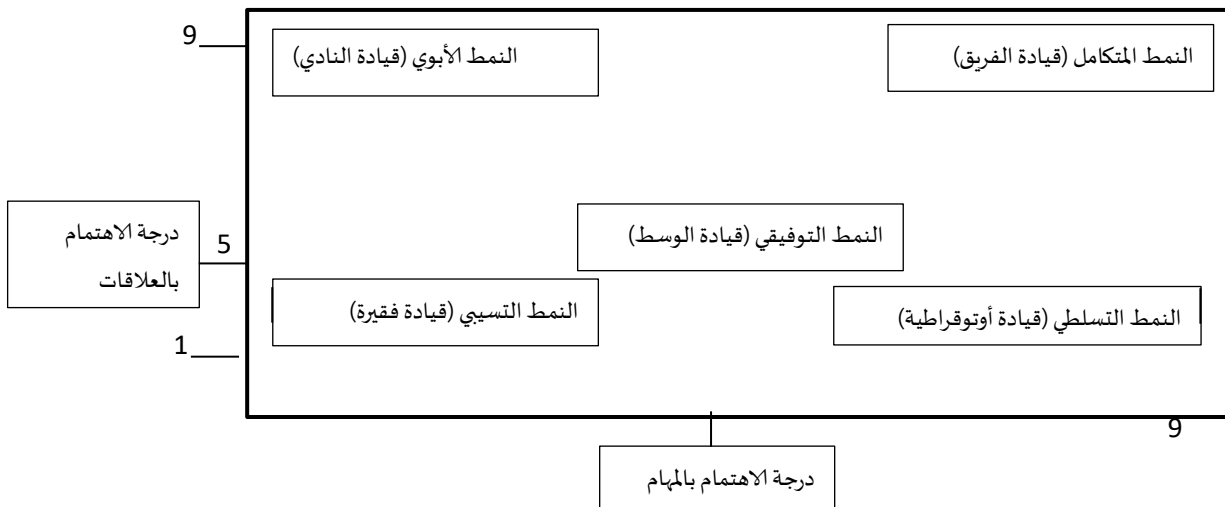 9
النمط الأبوي (قيادة النادي)
النمط المتكامل (قيادة الفريق)
درجة الاهتمام
بالعلاقات
5
النمط التوفيقي (قيادة الوسط)
النمط التسيبي (قيادة فقيرة)
النمط التسلطي (قيادة أوتوقراطية)
1
9
درجة الاهتمام بالمهام